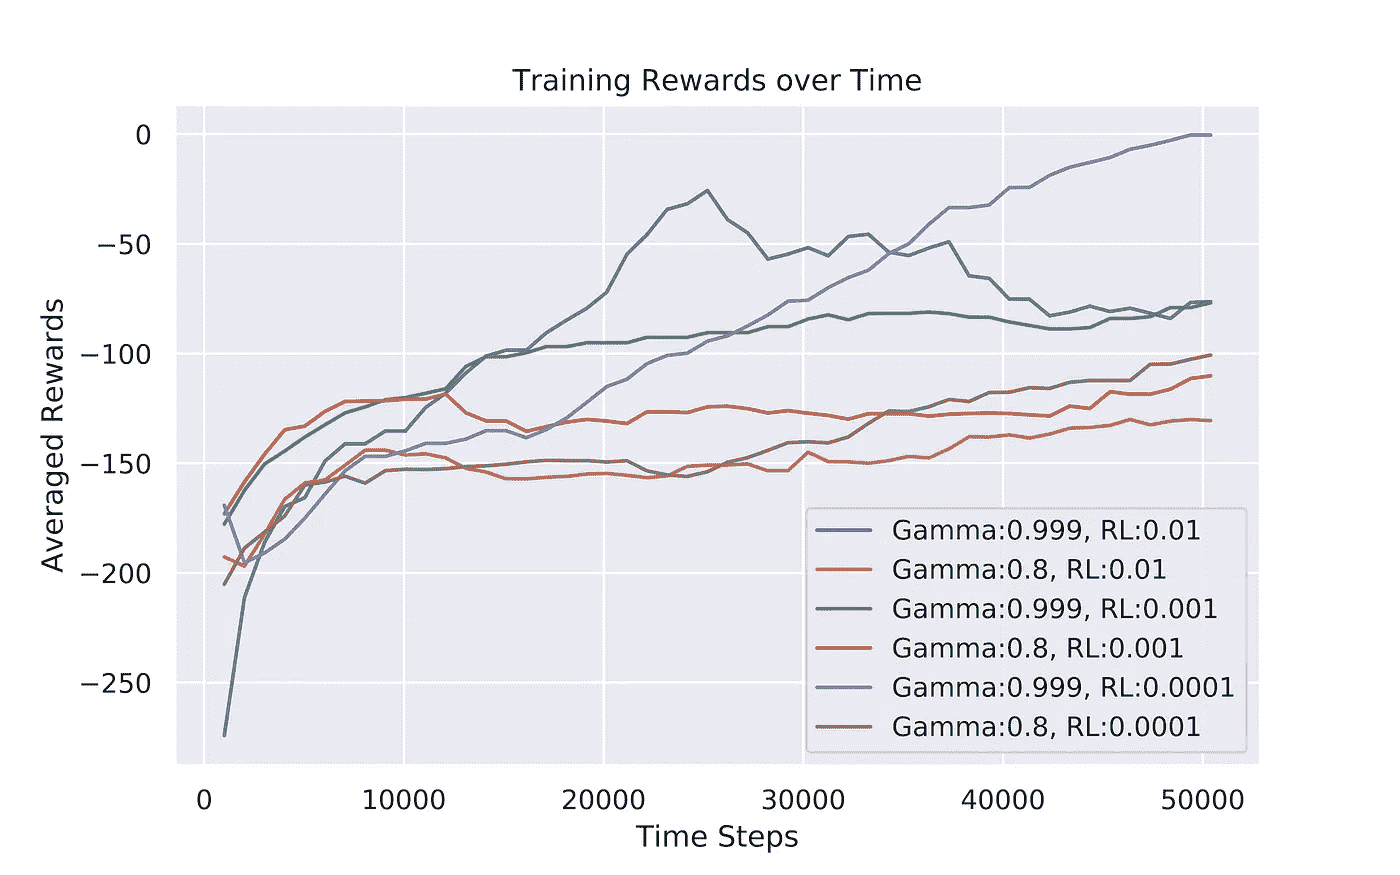 Training Rewards over Time
0
−50
−100
−150
−200
−250
Averaged Rewards
Gamma:0.999, RL:0.01
Gamma:0.8, RL:0.01
Gamma:0.999, RL:0.001
Gamma:0.8, RL:0.001
Gamma:0.999, RL:0.0001
Gamma:0.8, RL:0.0001
0 10000 20000 30000 40000 50000
Time Steps